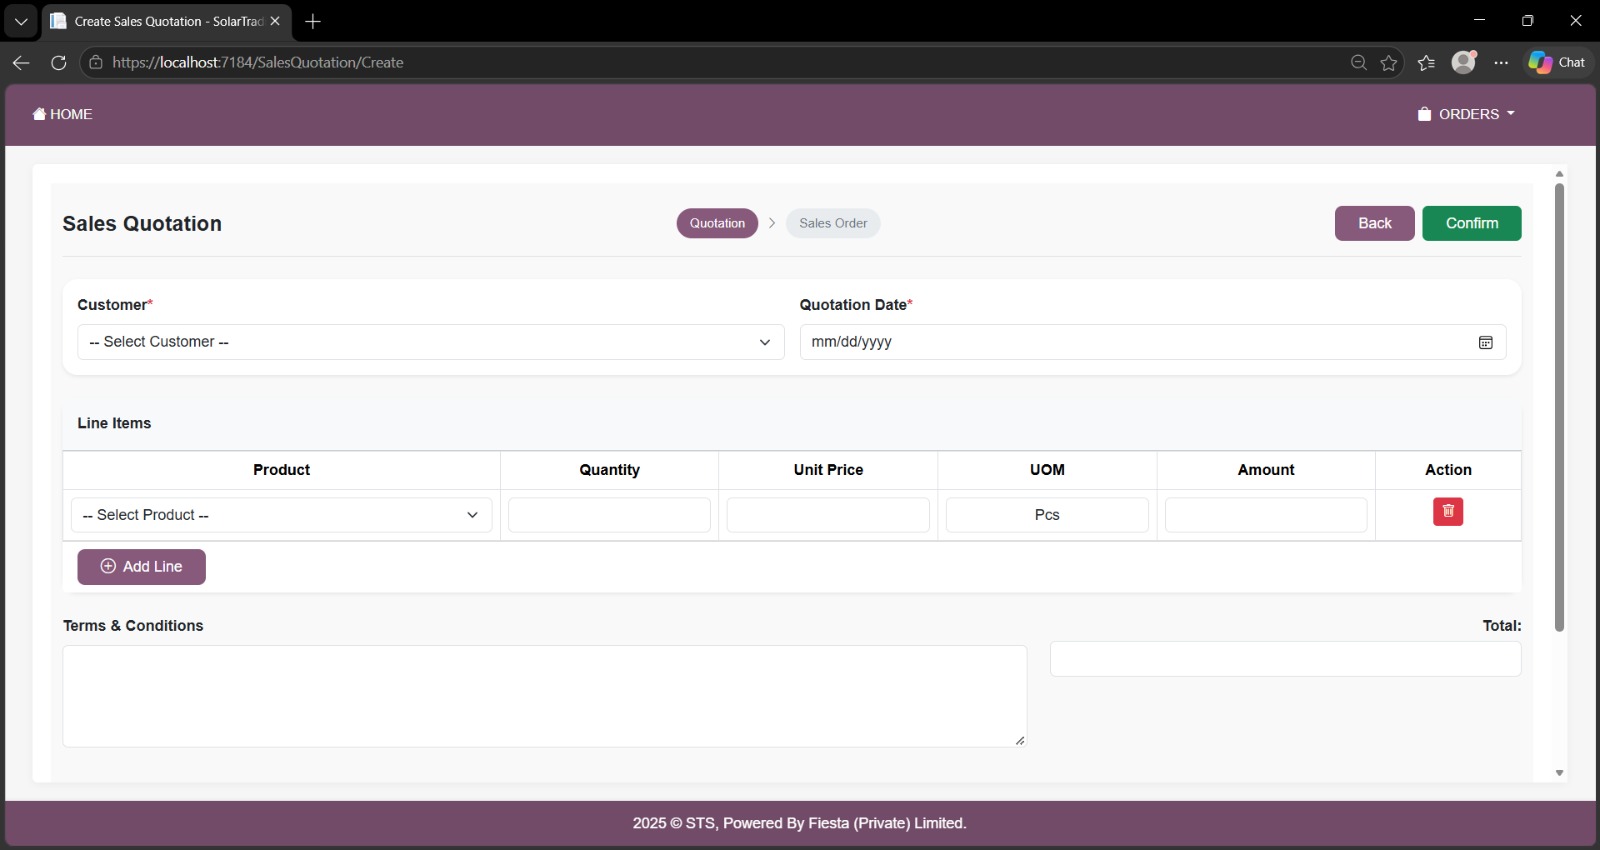 Create Sales Quotation - SolarTrad
https://localhost:7184/SalesQuotation/Create
Chat
HOME
ORDERS
Sales Quotation
Quotation
Sales Order
Back
Confirm
Customer*
Quotation Date*
-- Select Customer --
mm/dd/yyyy
Line Items
Product
Quantity
Unit Price
UOM
Amount
Action
-- Select Product --
Pcs
Add Line
Terms & Conditions
Total:
2025 © STS, Powered By Fiesta (Private) Limited.